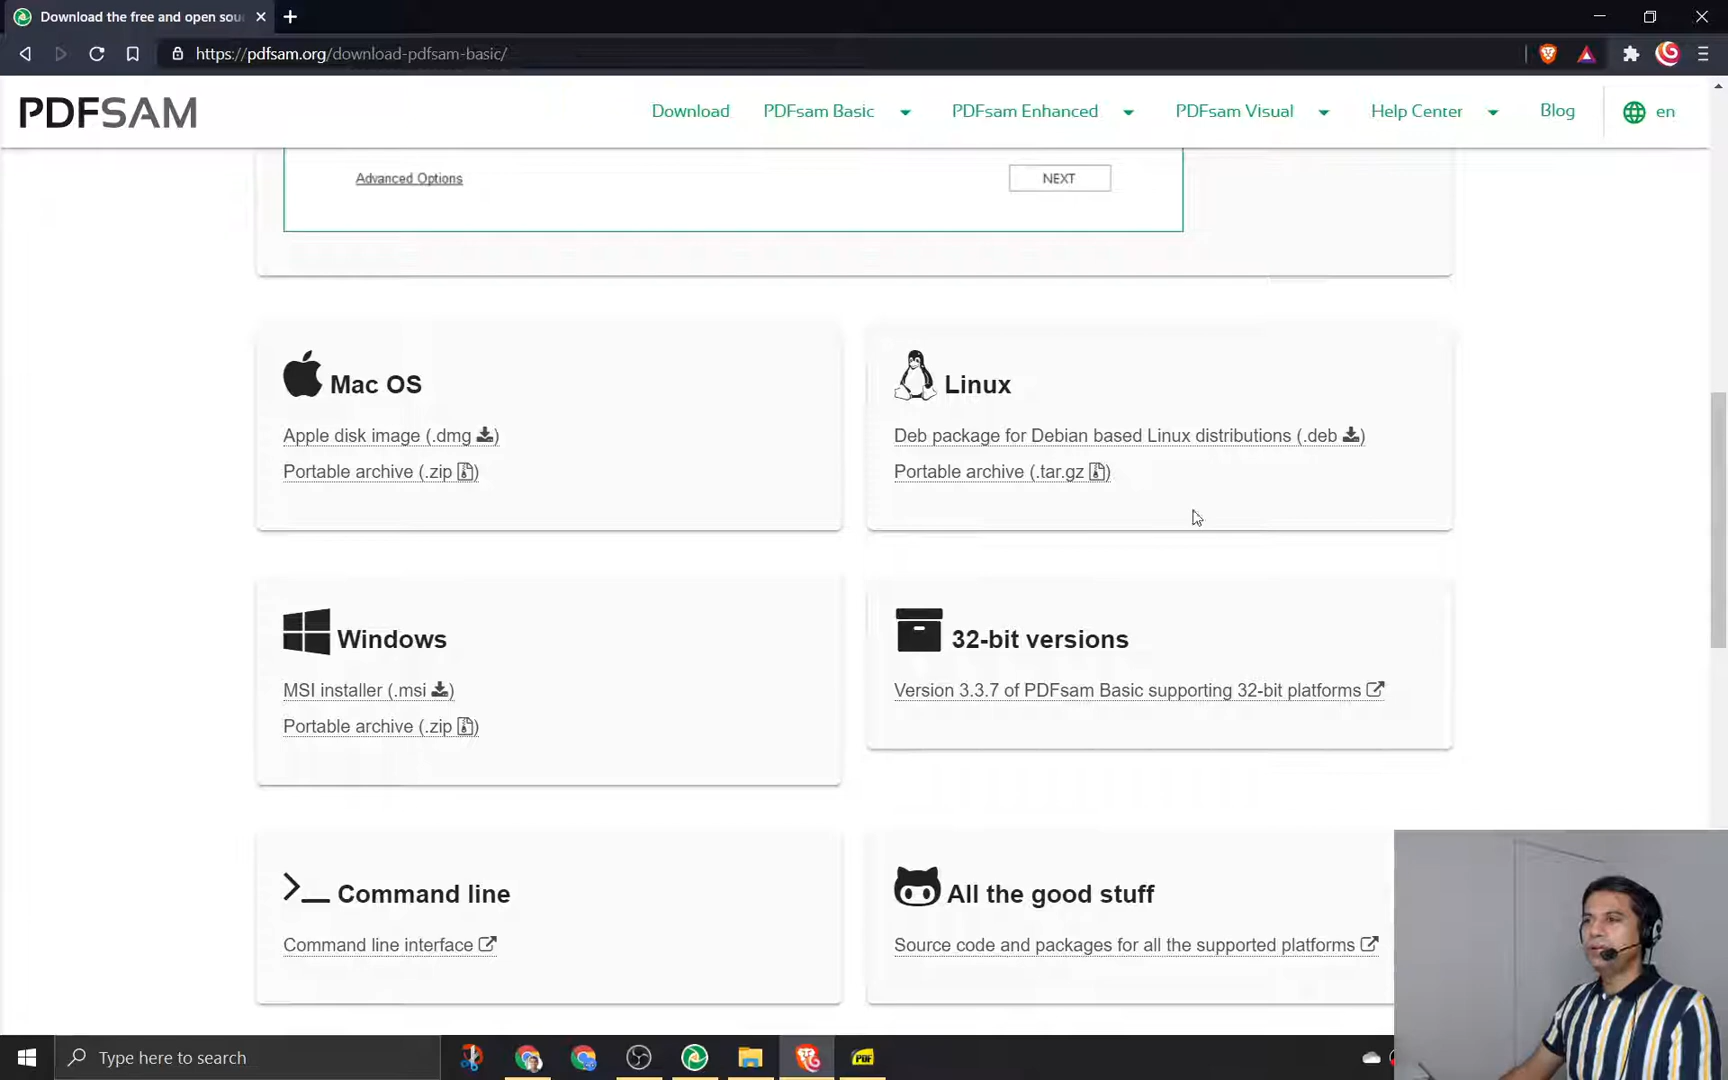 Download the free and open sou
https://pdfsam.org/download-pdfsam-basic/
PDFSAM
Download
PDFsam Basic
PDFsam Enhanced
PDFsam Visual
Help Center
Blog
en
Advanced Options
NEXT
Mac OS
Apple disk image (.dmg)
Portable archive (.zip)
Linux
Deb package for Debian based Linux distributions (.deb)
Portable archive (.tar.gz)
Windows
MSI installer (.msi)
Portable archive (.zip)
32-bit versions
Version 3.3.7 of PDFsam Basic supporting 32-bit platforms
Command line
Command line interface
All the good stuff
Source code and packages for all the supported platforms
Type here to search
PDF